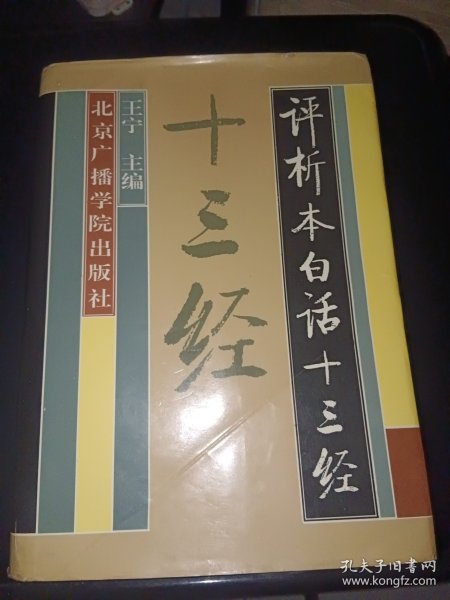 评析本白话十三经
十三经
王宁 主编
北京广播学院出版社
孔夫子旧书网
www.kongfz.com